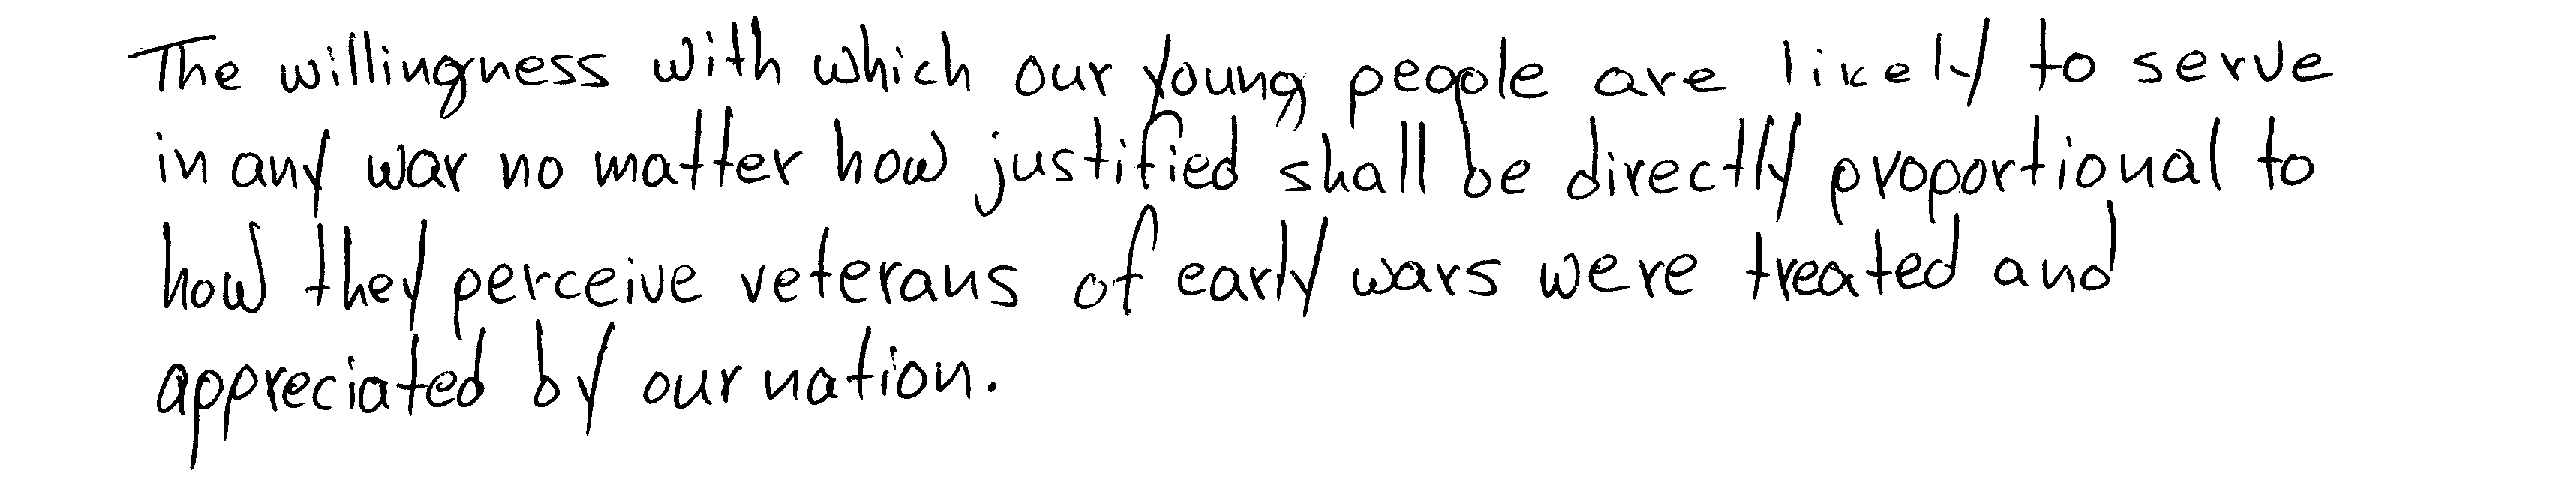 The willingness with which our young people are likely to serve
in any war no matter how justified shall be directly proportional to
how they perceive veterans of early wars were treated and
appreciated by our nation.